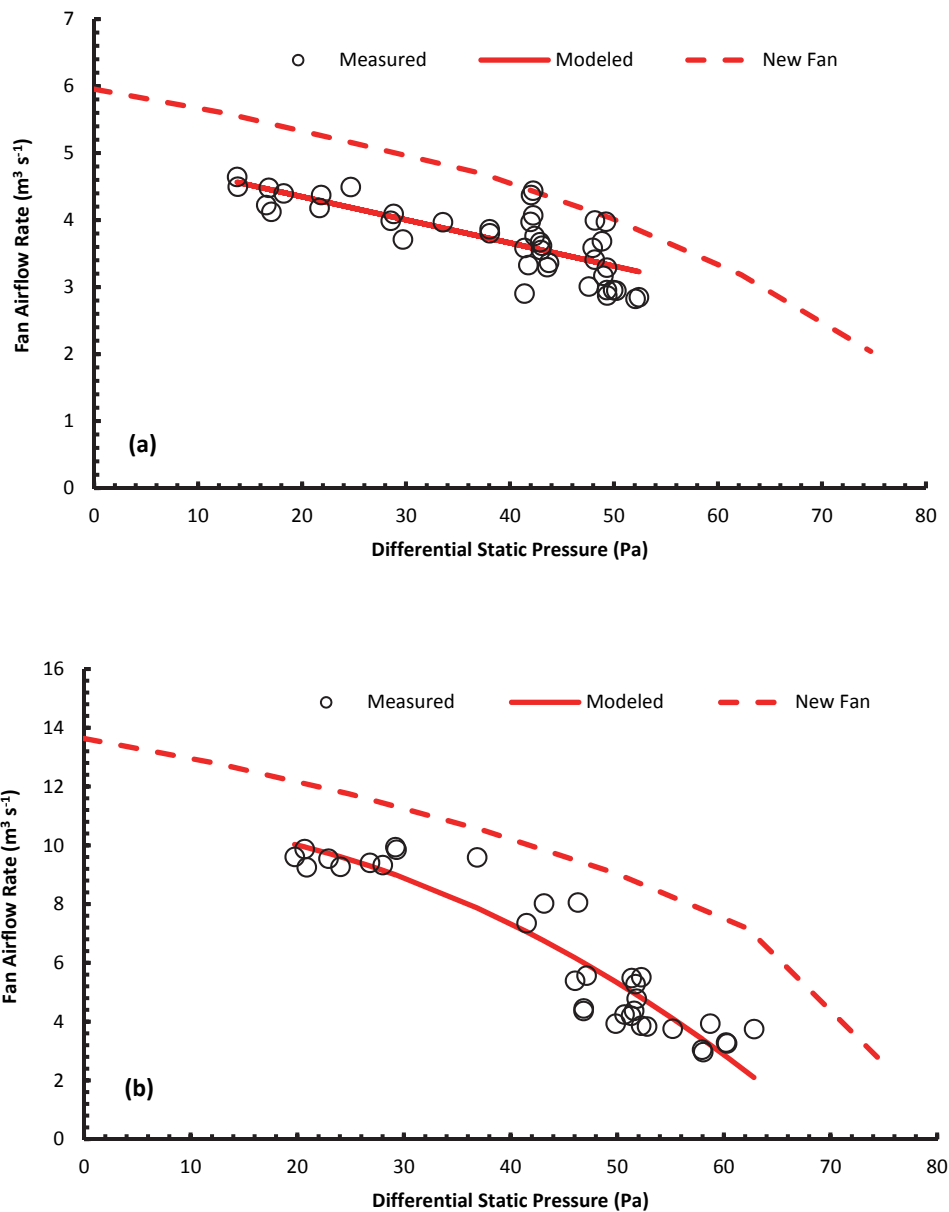 7
Measured Modeled New Fan
6
5
4
3
2
1
0
Fan Airflow Rate (m³ s⁻¹)
(a)
0 10 20 30 40 50 60 70 80
Differential Static Pressure (Pa)
16
Measured Modeled New Fan
14
12
10
8
6
4
2
0
Fan Airflow Rate (m³ s⁻¹)
(b)
0 10 20 30 40 50 60 70 80
Differential Static Pressure (Pa)